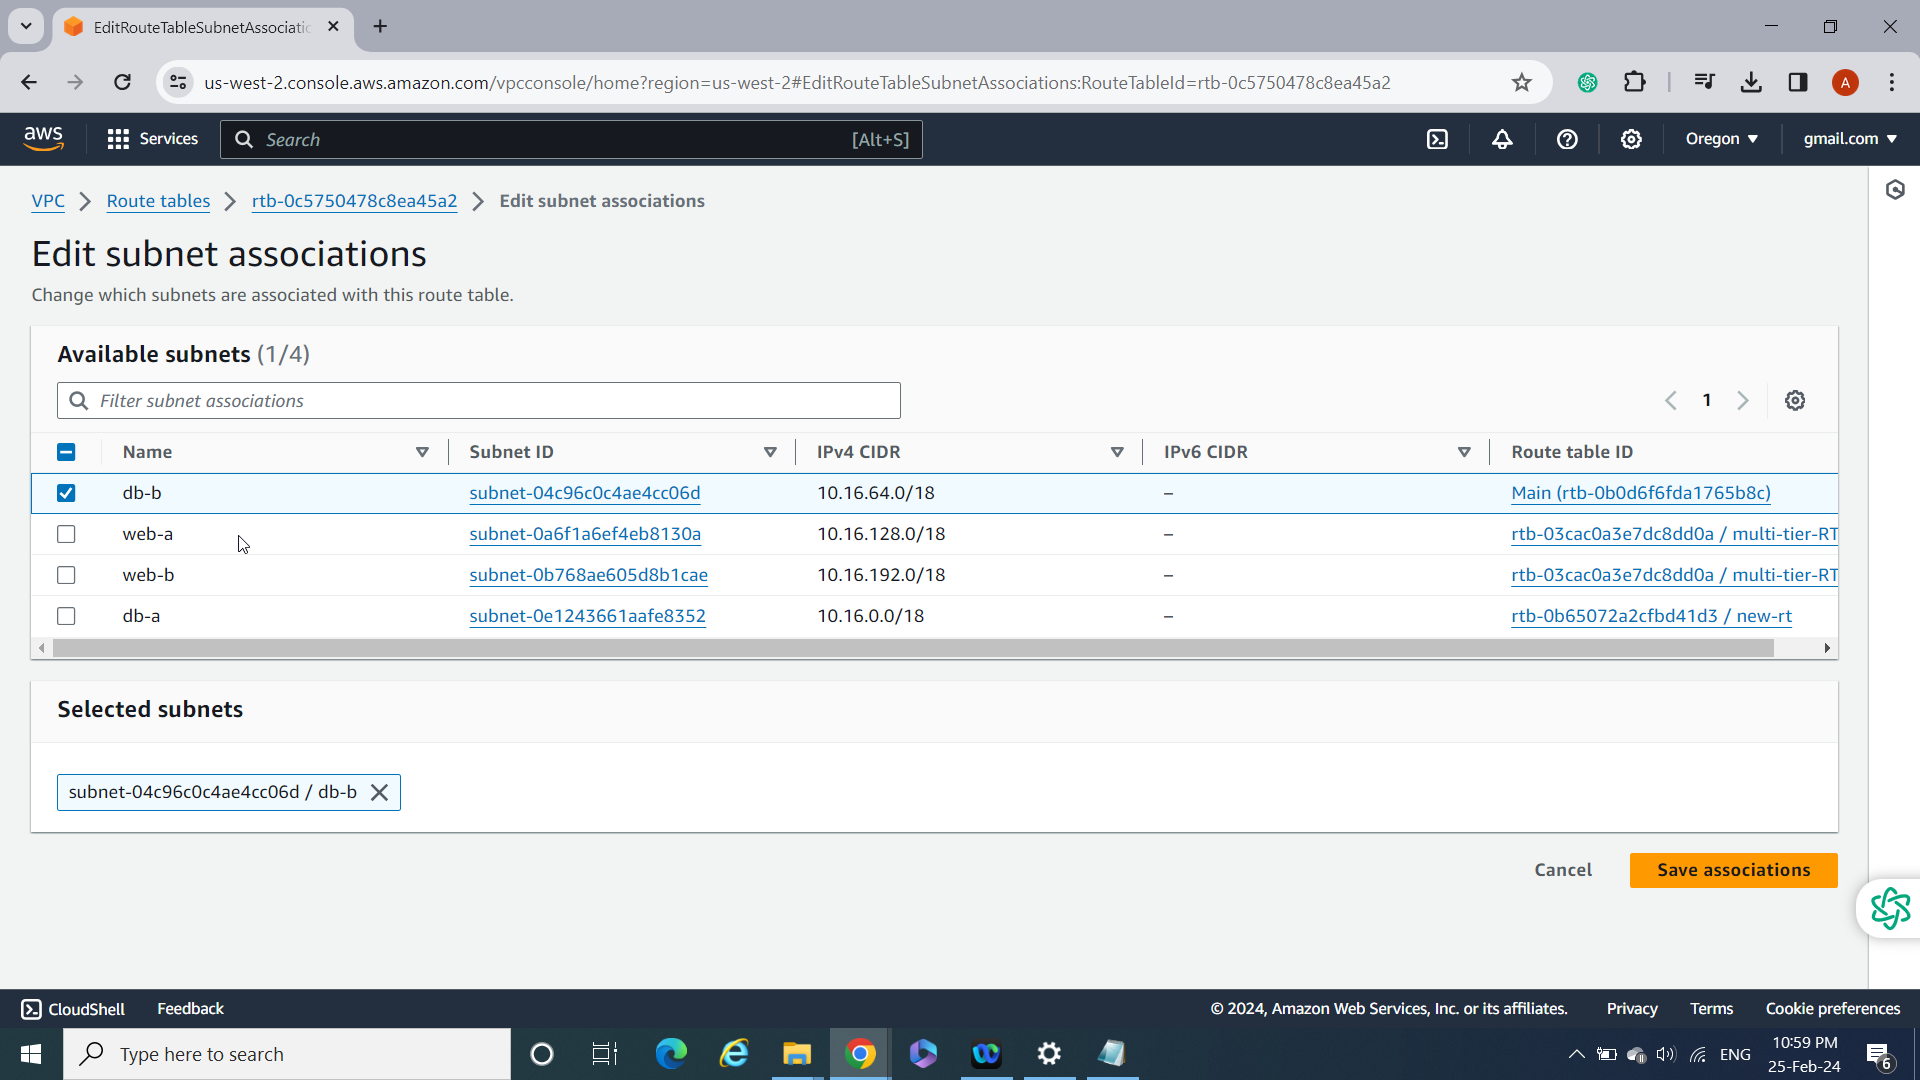 EditRouteTableSubnetAssociatio
us-west-2.console.aws.amazon.com/vpcconsole/home?region=us-west-2#EditRouteTableSubnetAssociations:RouteTableId=rtb-0c5750478c8ea45a2
A
aws
Services
Search
[Alt+S]
Oregon
gmail.com
VPC
Route tables
rtb-0c5750478c8ea45a2
Edit subnet associations
Edit subnet associations
Change which subnets are associated with this route table.
Available subnets (1/4)
Filter subnet associations
1
Name Subnet ID IPv4 CIDR IPv6 CIDR Route table ID
db-b subnet-04c96c0c4ae4cc06d 10.16.64.0/18 – Main (rtb-0b0d6f6fda1765b8c)
web-a subnet-0a6f1a6ef4eb8130a 10.16.128.0/18 – rtb-03cac0a3e7dc8dd0a / multi-tier-RT
web-b subnet-0b768ae605d8b1cae 10.16.192.0/18 – rtb-03cac0a3e7dc8dd0a / multi-tier-RT
db-a subnet-0e1243661aafe8352 10.16.0.0/18 – rtb-0b65072a2cfbd41d3 / new-rt
Selected subnets
subnet-04c96c0c4ae4cc06d / db-b
Cancel
Save associations
CloudShell
Feedback
© 2024, Amazon Web Services, Inc. or its affiliates.
Privacy
Terms
Cookie preferences
Type here to search
ENG
10:59 PM
25-Feb-24
6